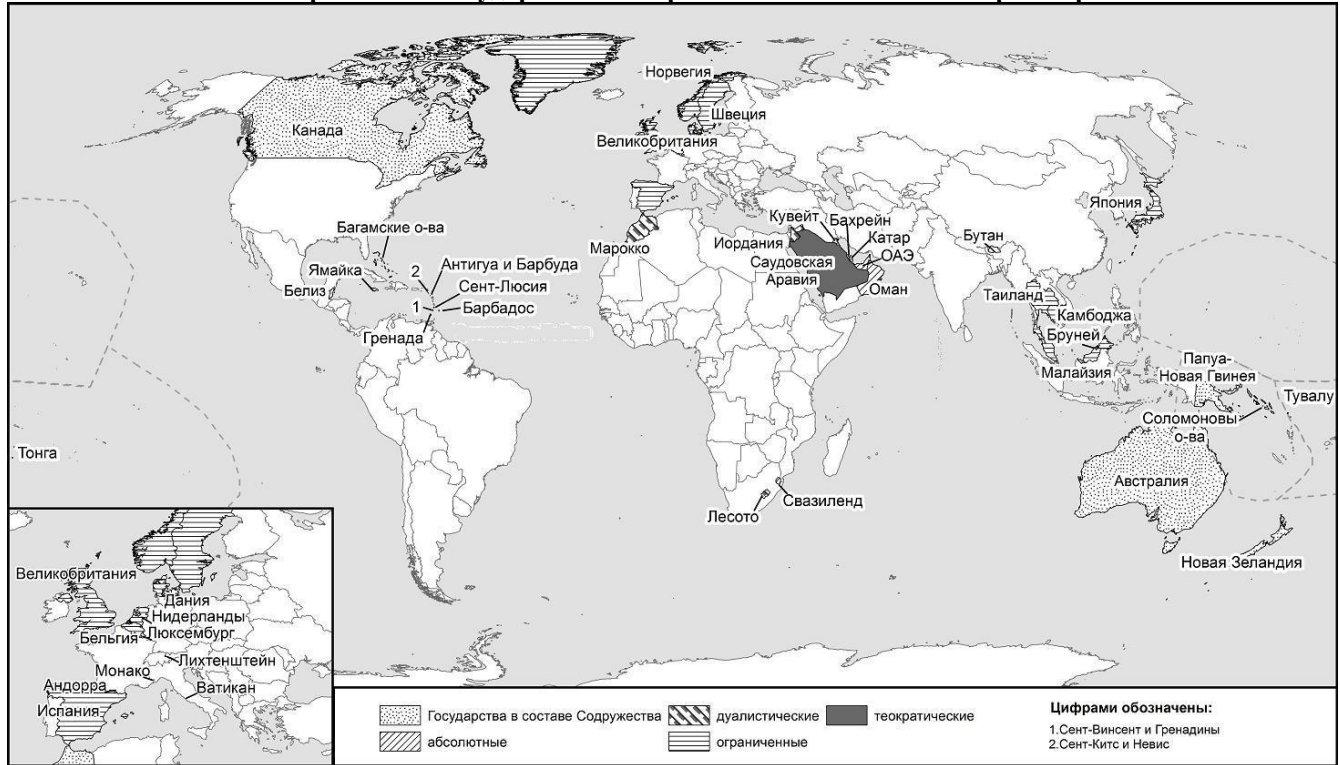 Норвегия
Швеция
Канада
Великобритания
Япония
Багамские о-ва
Кувейт
Бахрейн
Марокко
Иордания
Катар
ОАЭ
Бутан
Саудовская
Аравия
Оман
Ямайка
2
Антигуа и Барбуда
Белиз
Сент-Люсия
1
Барбадос
Гренада
Таиланд
Камбоджа
Бруней
Малайзия
Папуа-
Новая Гвинея
Тувалу
Соломоновы
о-ва
Тонга
Австралия
Свазиленд
Лесото
Новая Зеландия
Великобритания
Дания
Нидерланды
Люксембург
Бельгия
Лихтенштейн
Монако
Андорра
Ватикан
Испания
Государства в составе Содружества
дуалистические
теократические
абсолютные
ограниченные
Цифрами обозначены:
1.Сент-Винсент и Гренадины
2.Сент-Китс и Невис